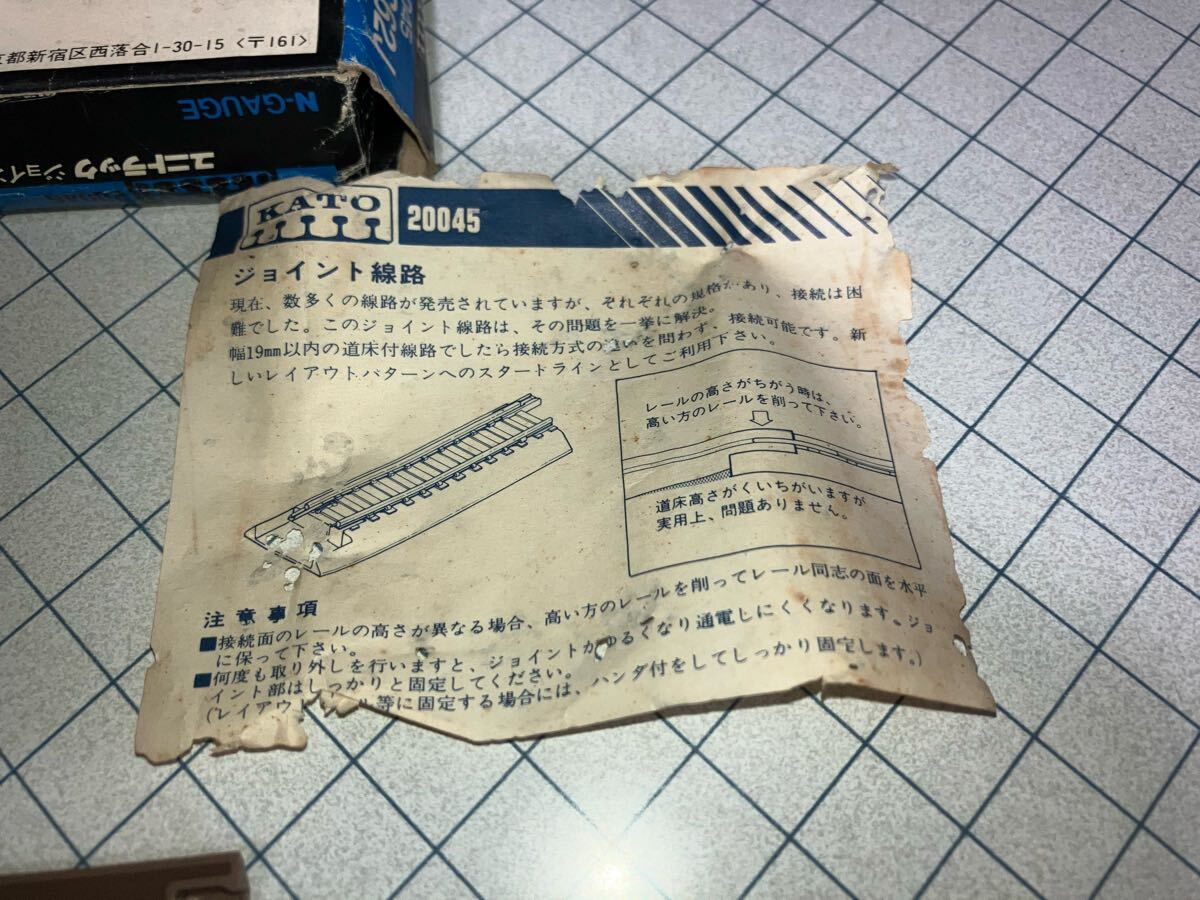 京都新宿区西落合1-30-15〈〒161〉
N-GAUGE
ユニトラック ジョイン
KATO
20045
ジョイント線路
現在、数多くの線路が発売されていますが、それぞれの規格があり、接続は困
難でした。このジョイント線路は、その問題を一挙に解決。
幅19mm以内の道床付線路でしたら接続方式の違いを問わず、接続可能です。新
しいレイアウトパターンへのスタートラインとしてご利用下さい。
レールの高さがちがう時は、
高い方のレールを削って下さい。
道床高さがくいちがいますが
実用上、問題ありません。
注意事項
■接続面のレールの高さが異なる場合、高い方のレールを削ってレール同志の面を水平
に保って下さい。
■何度も取り外しを行いますと、ジョイントがゆるくなり通電しにくくなります。ジョ
イント部はしっかりと固定してください。
(レイアウト 等に固定する場合には、ハンダ付をしてしっかり固定します。)